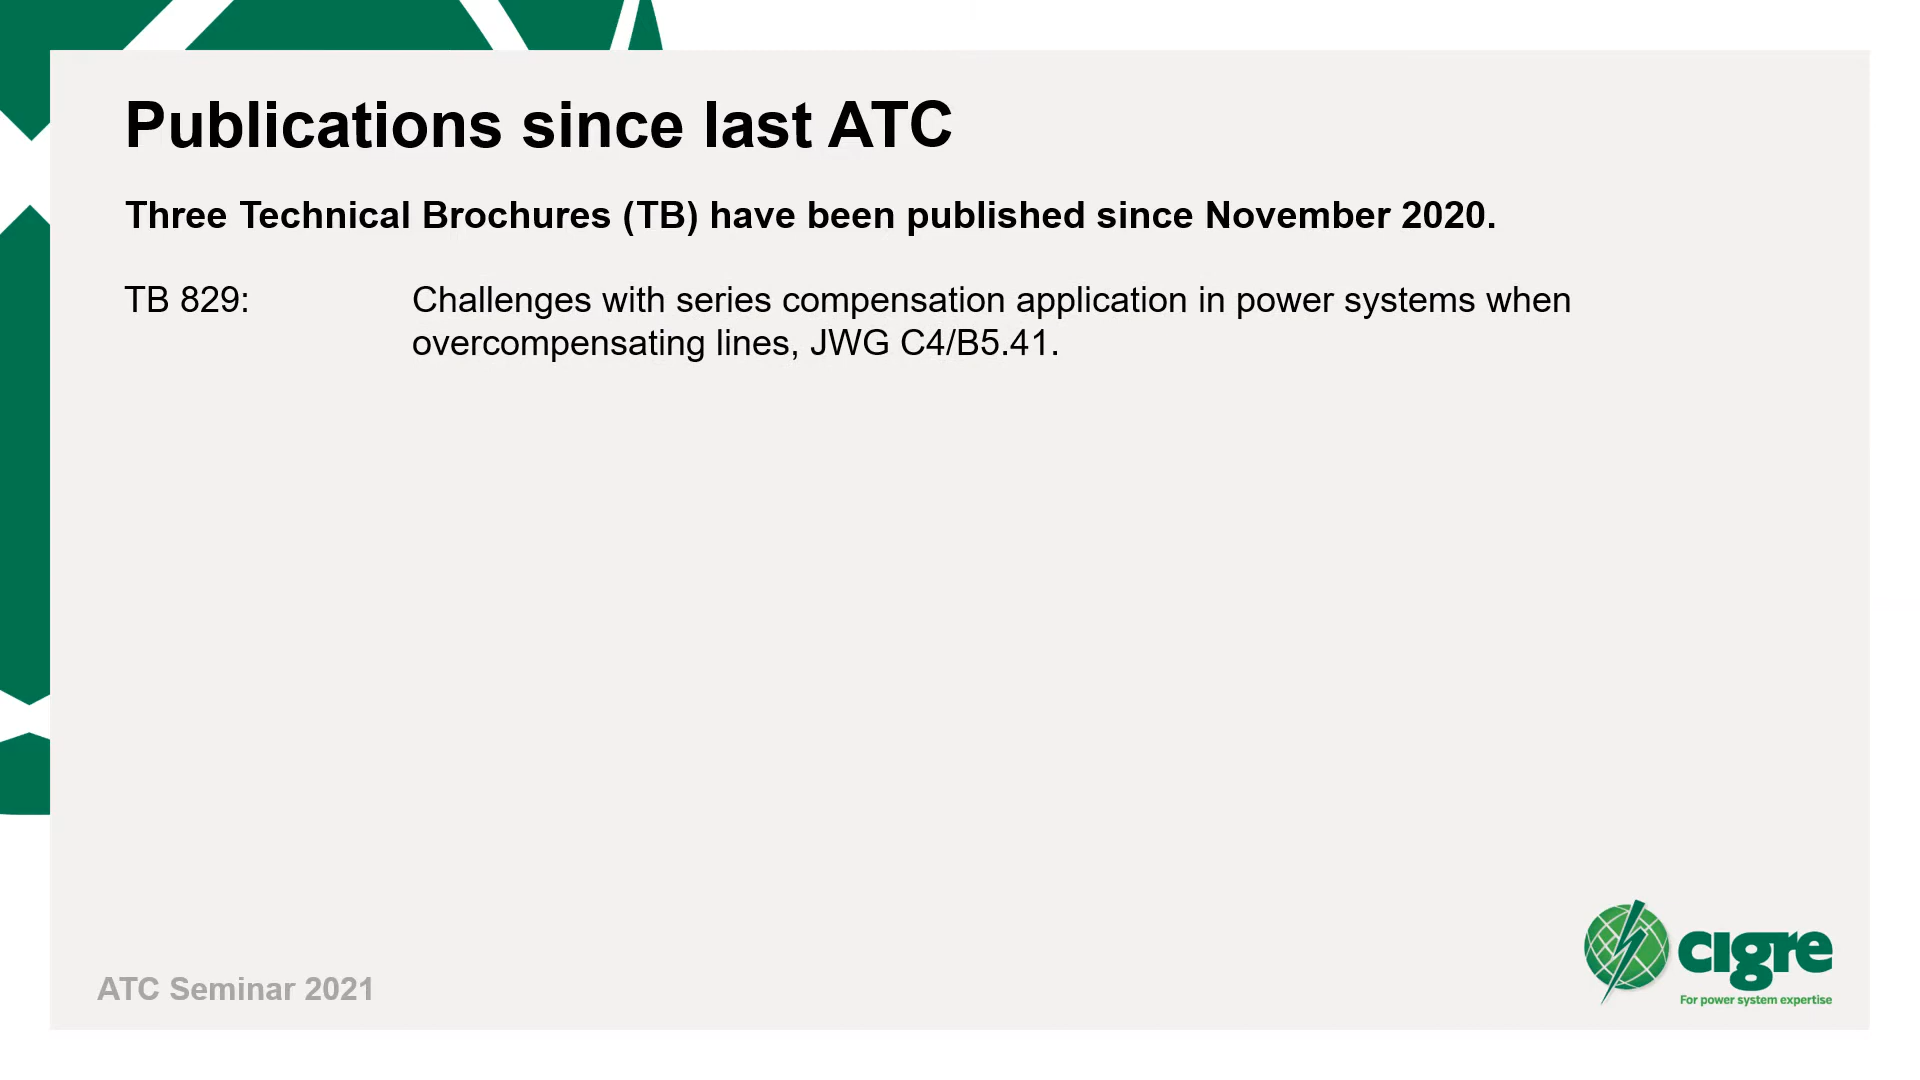 Publications since last ATC
Three Technical Brochures (TB) have been published since November 2020.
TB 829: Challenges with series compensation application in power systems when
overcompensating lines, JWG C4/B5.41.
cigre
For power system expertise
ATC Seminar 2021